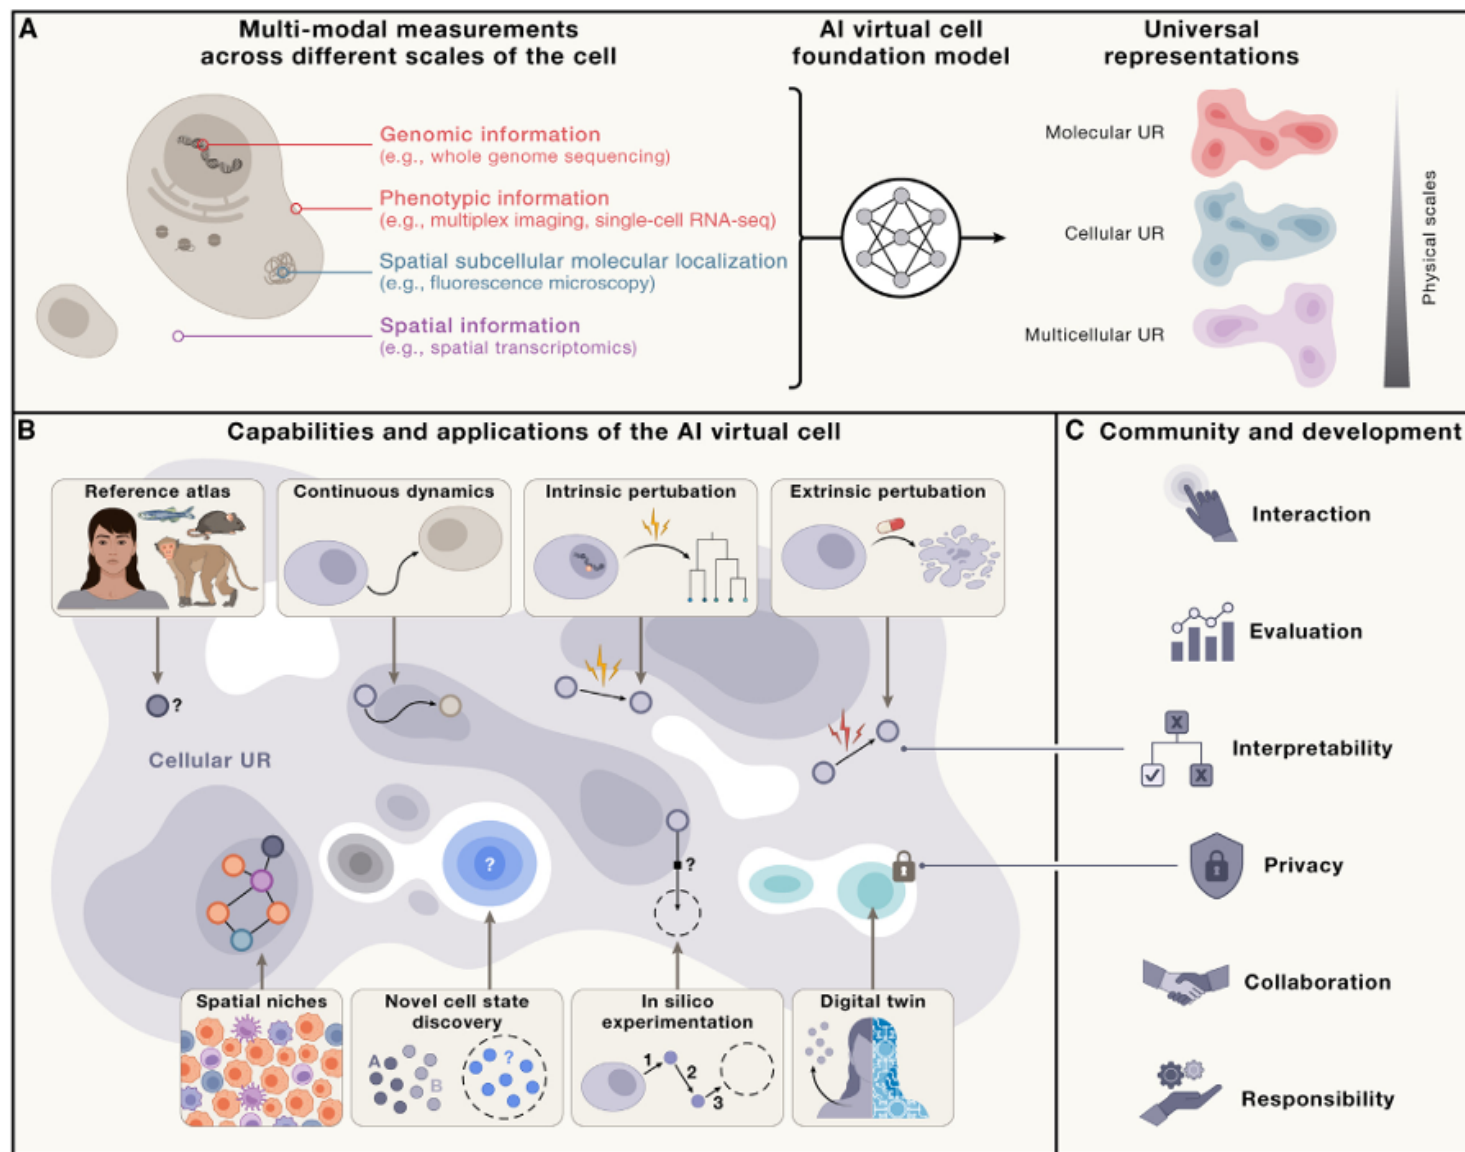 A
Multi-modal measurements
across different scales of the cell
AI virtual cell
foundation model
Universal
representations
Genomic information
(e.g., whole genome sequencing)
Phenotypic information
(e.g., multiplex imaging, single-cell RNA-seq)
Spatial subcellular molecular localization
(e.g., fluorescence microscopy)
Spatial information
(e.g., spatial transcriptomics)
Molecular UR
Cellular UR
Multicellular UR
Physical scales
B
Capabilities and applications of the AI virtual cell
Reference atlas
Continuous dynamics
Intrinsic pertubation
Extrinsic pertubation
?
Cellular UR
?
?
Spatial niches
Novel cell state
discovery
A
B
?
In silico
experimentation
1
2
3
Digital twin
C
Community and development
Interaction
Evaluation
X
X
Interpretability
Privacy
Collaboration
Responsibility